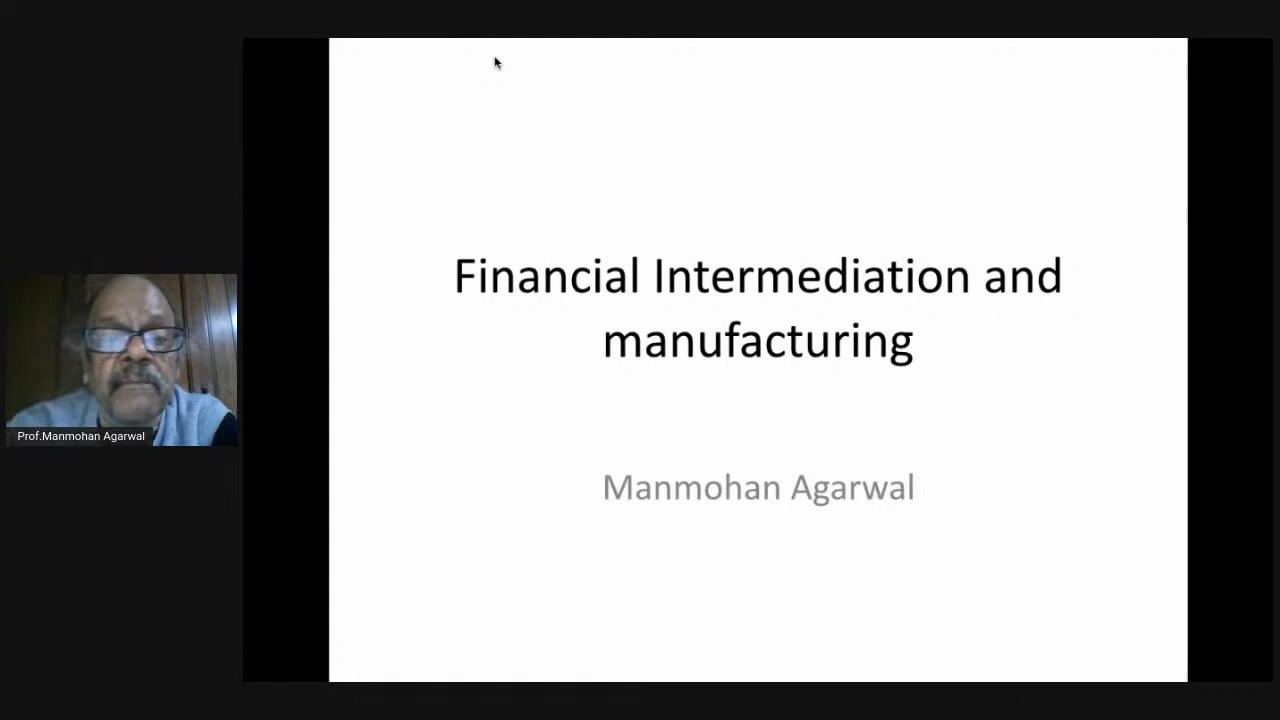 Financial Intermediation and
manufacturing
Manmohan Agarwal
Prof.Manmohan Agarwal